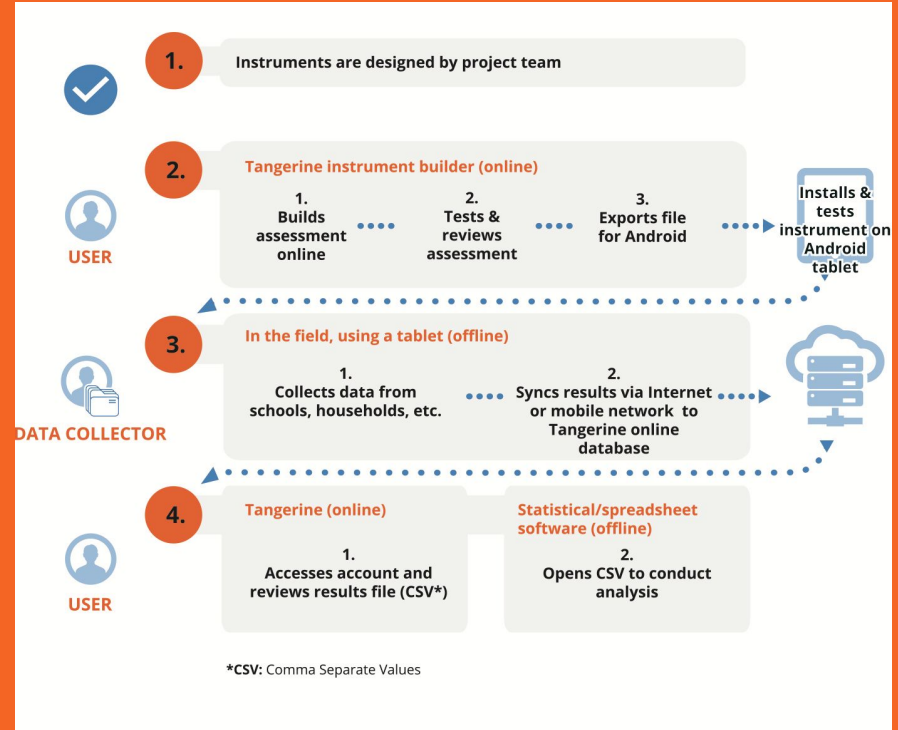 1.
Instruments are designed by project team
2.
Tangerine instrument builder (online)
USER
1.
Builds
assessment
online
2.
Tests &
reviews
assessment
3.
Exports file
for Android
Installs &
tests
instrument on
Android
tablet
3.
In the field, using a tablet (offline)
DATA COLLECTOR
1.
Collects data from
schools, households, etc.
2.
Syncs results via Internet
or mobile network to
Tangerine online
database
4.
USER
Tangerine (online)
1.
Accesses account and
reviews results file (CSV*)
Statistical/spreadsheet
software (offline)
2.
Opens CSV to conduct
analysis
*CSV: Comma Separate Values